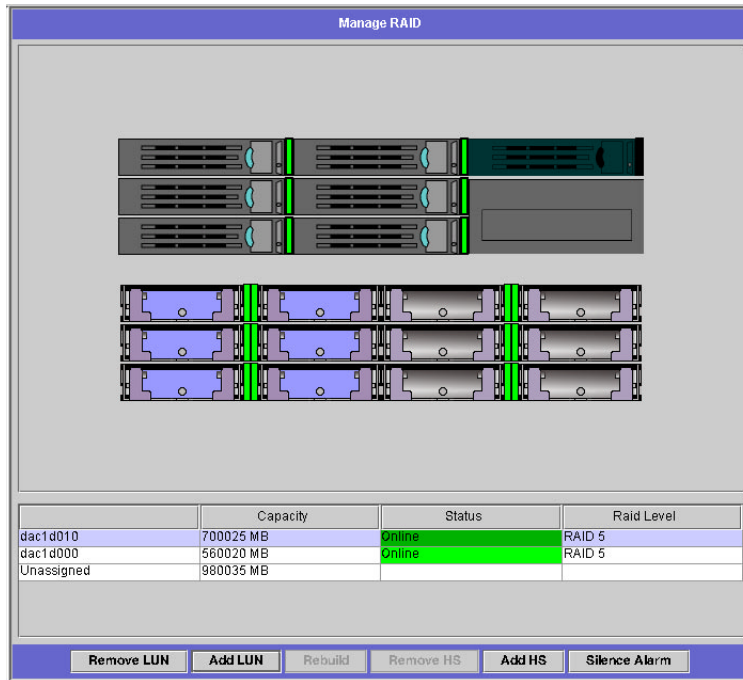 Manage RAID
Capacity Status Raid Level
dac1d010 700025 MB Online RAID 5
dac1d000 560020 MB Online RAID 5
Unassigned 980035 MB
Remove LUN Add LUN Rebuild Remove HS Add HS Silence Alarm